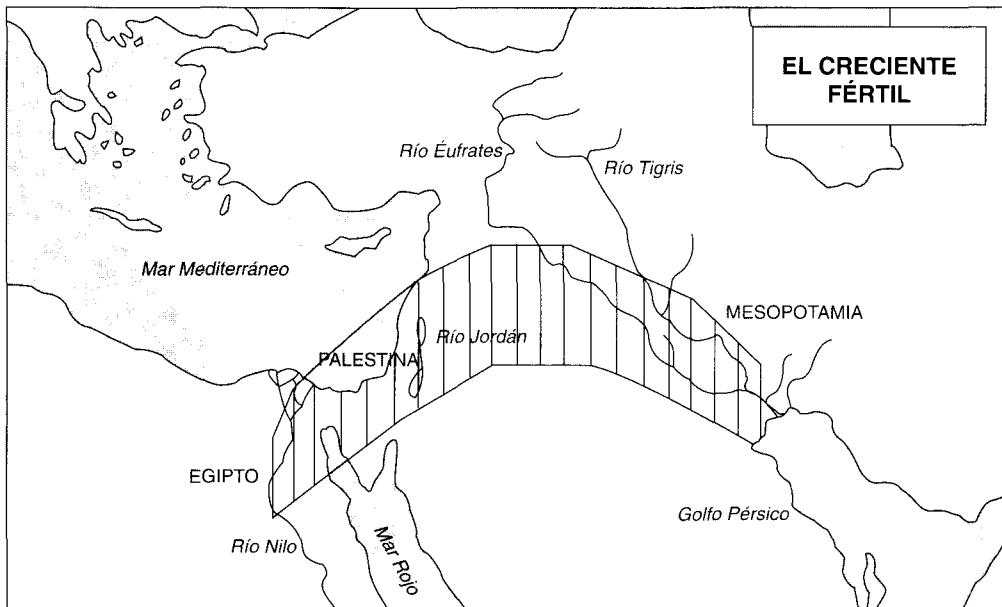 EL CRECIENTE
FÉRTIL
Río Éufrates
Río Tigris
Mar Mediterráneo
MESOPOTAMIA
Río Jordán
PALESTINA
EGIPTO
Golfo Pérsico
Río Nilo
Mar Rojo